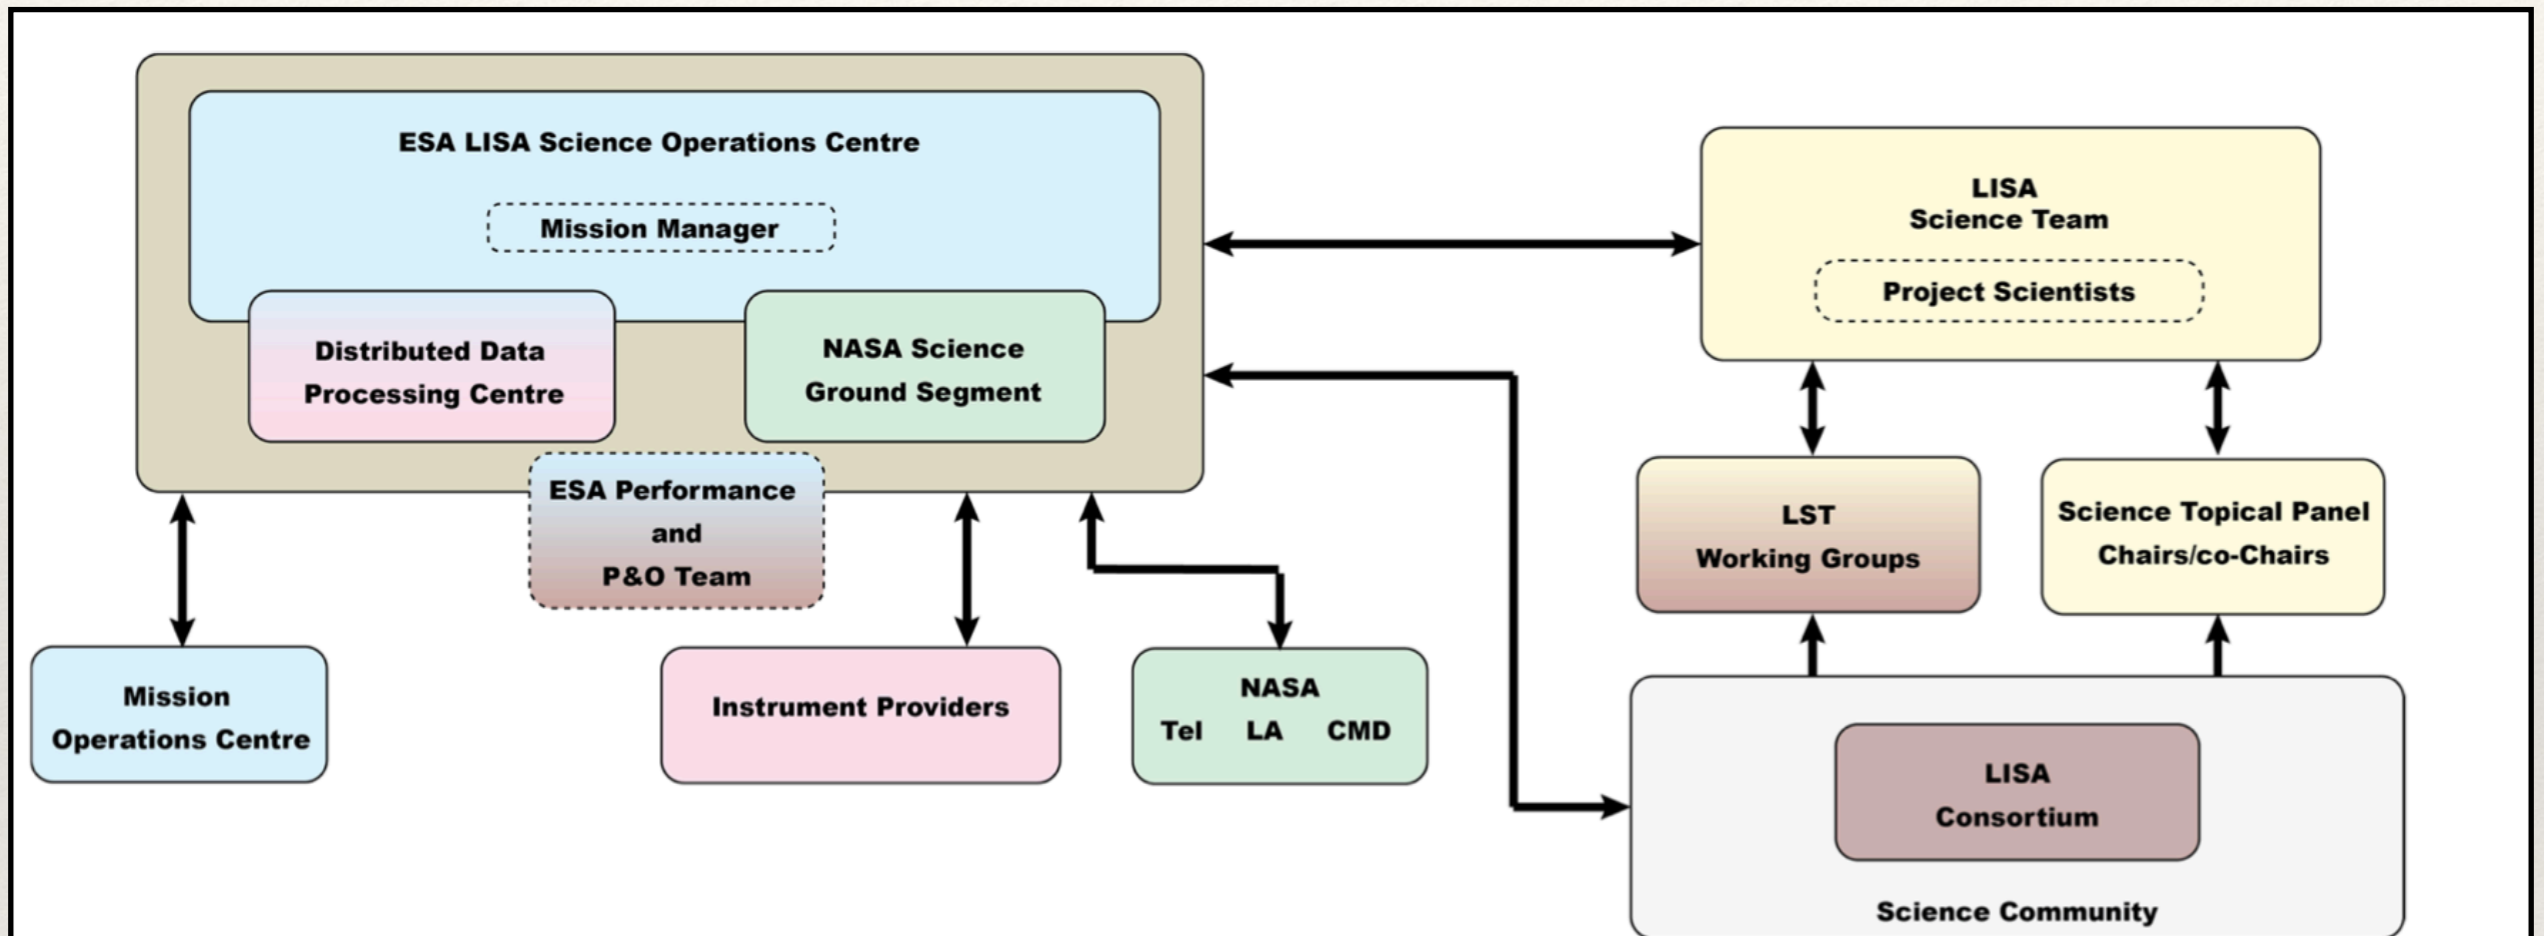 ESA LISA Science Operations Centre
Mission Manager
Distributed Data
Processing Centre
NASA Science
Ground Segment
ESA Performance
and
P&O Team
Mission
Operations Centre
Instrument Providers
NASA
Tel LA CMD
LISA
Science Team
Project Scientists
LST
Working Groups
Science Topical Panel
Chairs/co-Chairs
LISA
Consortium
Science Community